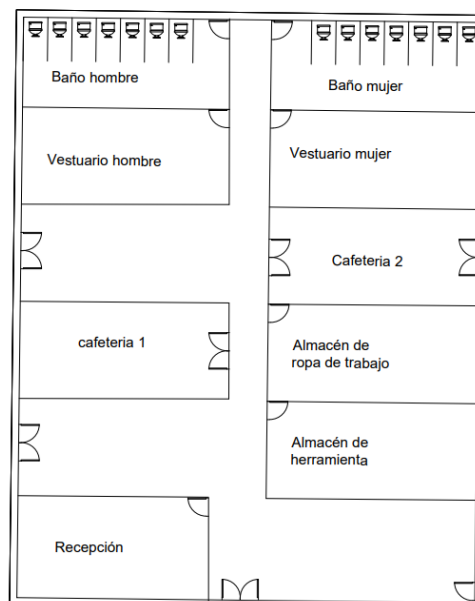 Baño hombre
Baño mujer
Vestuario hombre
Vestuario mujer
Cafeteria 2
cafeteria 1
Almacén de
ropa de trabajo
Almacén de
herramienta
Recepción